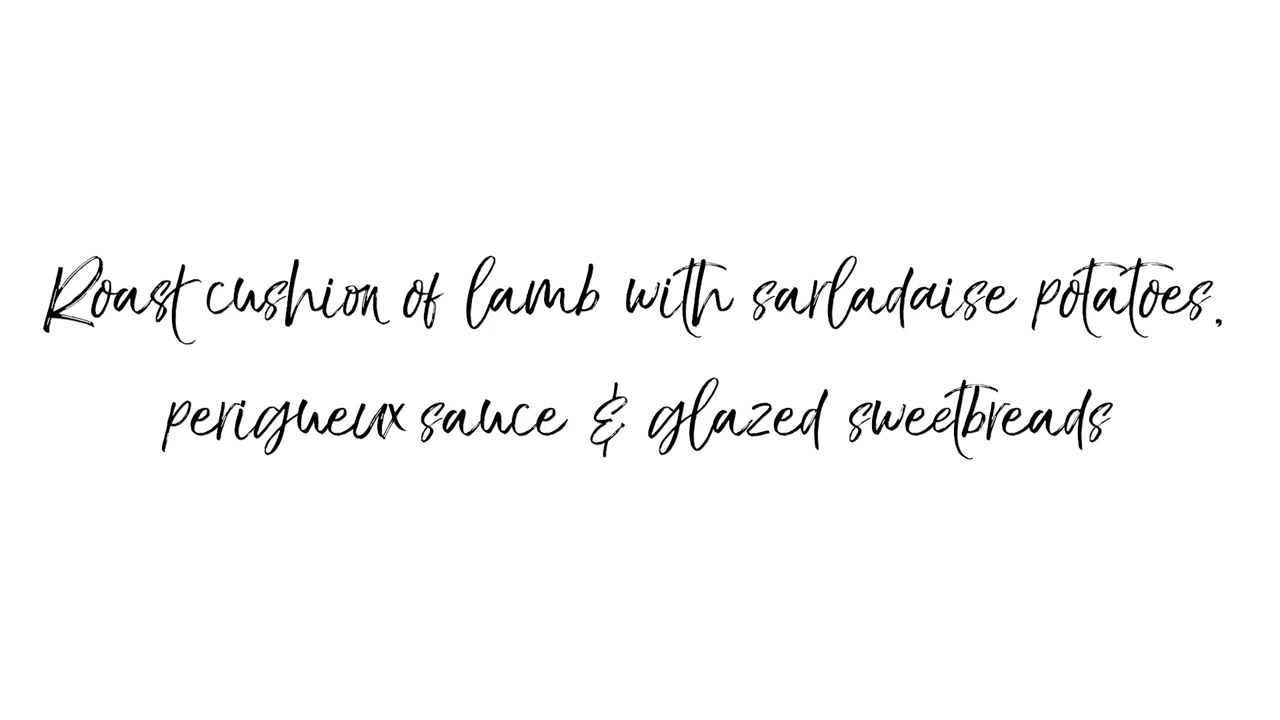 Roast cushion of lamb with sarladaise potatoes,
perigueux sauce & glazed sweetbreads